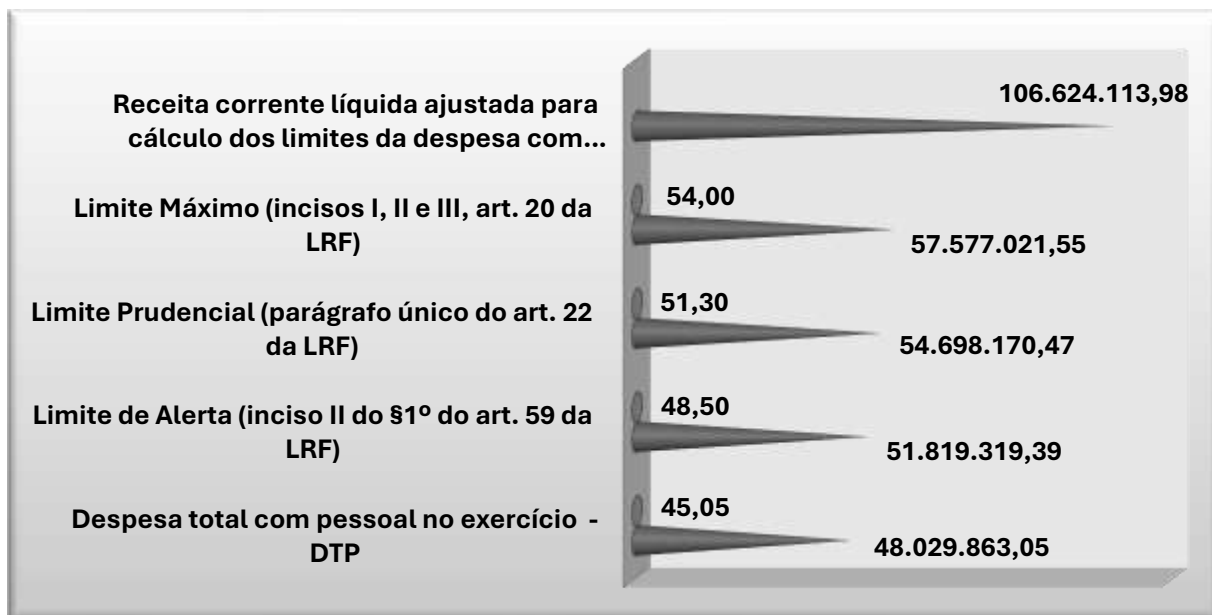 106.624.113,98
Receita corrente líquida ajustada para
cálculo dos limites da despesa com...
54,00
Limite Máximo (incisos I, II e III, art. 20 da
LRF)
57.577.021,55
51,30
Limite Prudencial (parágrafo único do art. 22
da LRF)
54.698.170,47
48,50
Limite de Alerta (inciso II do §1º do art. 59 da
LRF)
51.819.319,39
45,05
Despesa total com pessoal no exercício -
DTP
48.029.863,05